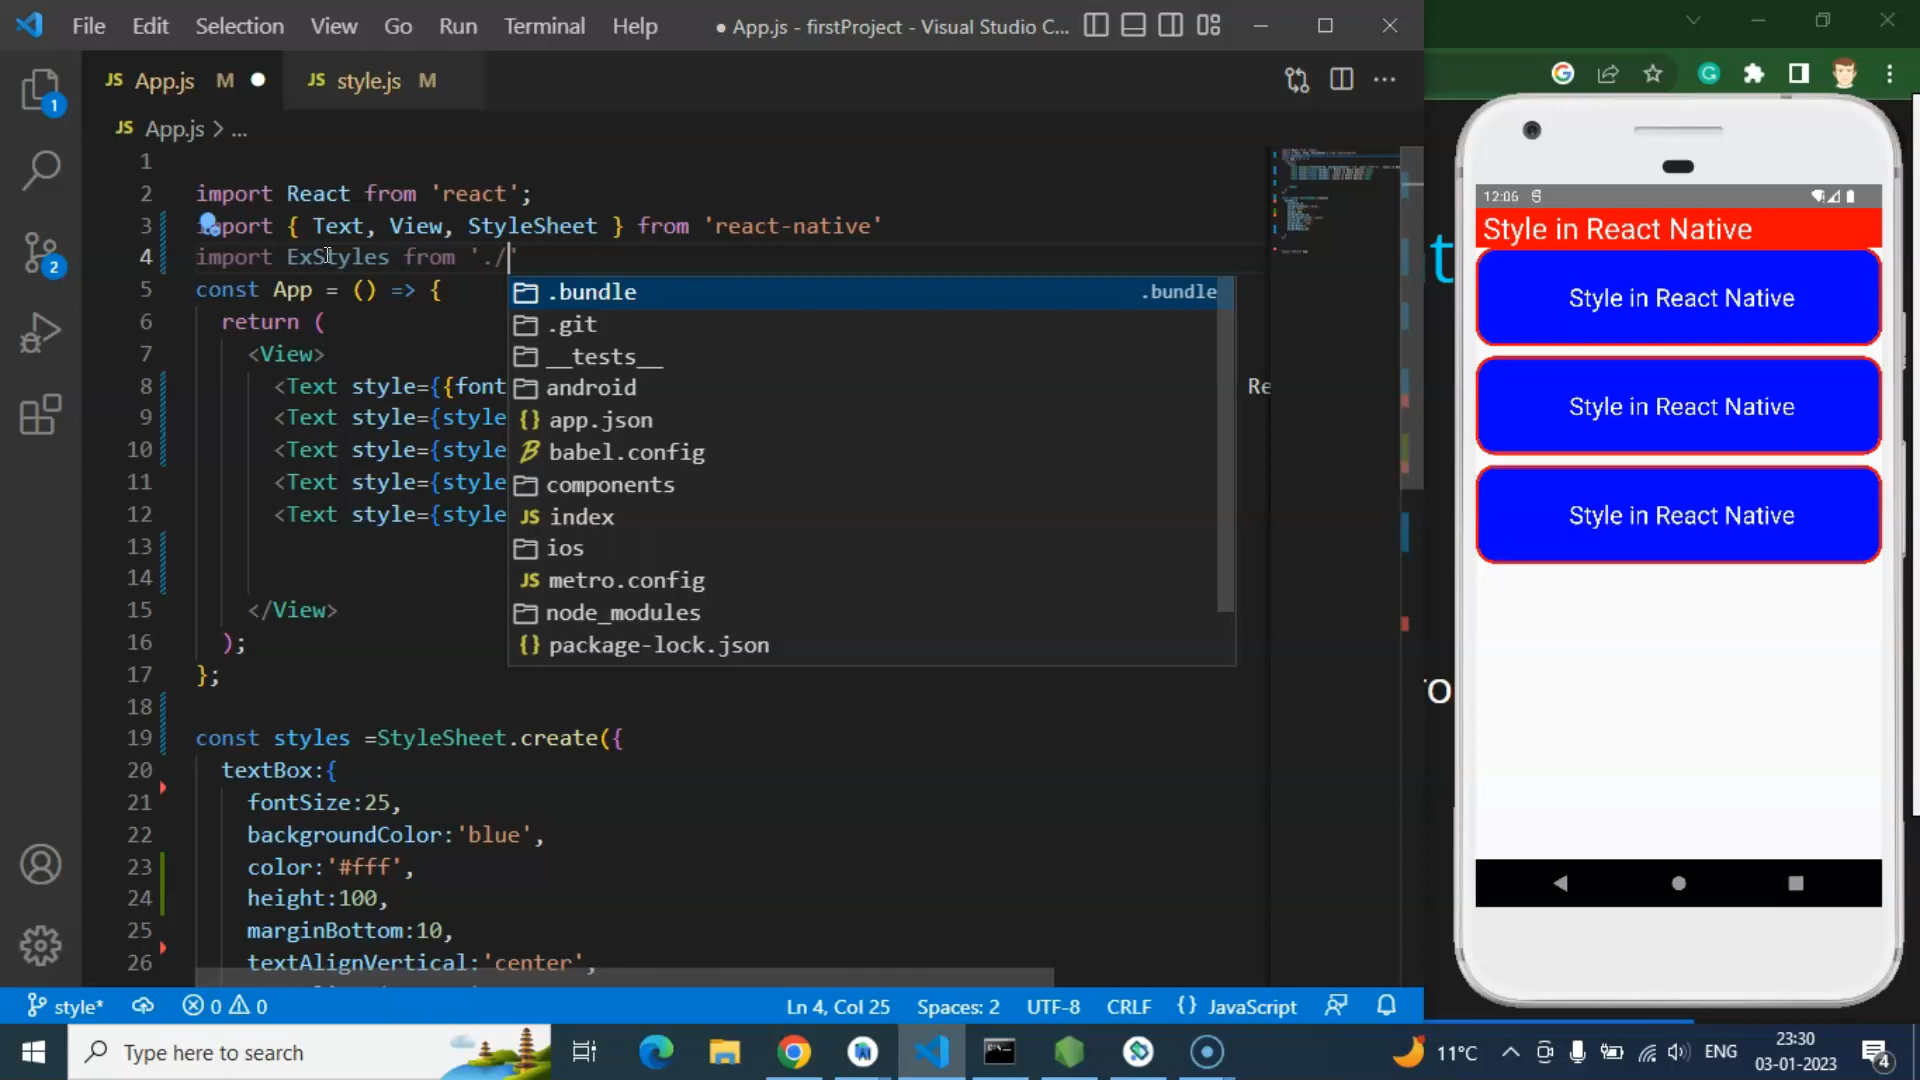 File Edit Selection View Go Run Terminal Help ● App.js - firstProject - Visual Studio C...
JS App.js M ● JS style.js M
JS App.js > ...
1
2 import React from 'react';
3 import { Text, View, StyleSheet } from 'react-native'
4 import ExStyles from './'
5 const App = () => {
6 return (
7 <View>
8 <Text style={{font Re
9 <Text style={style
10 <Text style={style
11 <Text style={style
12 <Text style={style
13
14
15 </View>
16 );
17 };
18
19 const styles =StyleSheet.create({
20 textBox:{
21 fontSize:25,
22 backgroundColor:'blue',
23 color:'#fff',
24 height:100,
25 marginBottom:10,
26 textAlignVertical:'center',
.bundle .bundle
.git
__tests__
android
{} app.json
babel.config
components
JS index
ios
JS metro.config
node_modules
{} package-lock.json
1
2
style* 0 0 Ln 4, Col 25 Spaces: 2 UTF-8 CRLF {} JavaScript
12:06
Style in React Native
Style in React Native
Style in React Native
Style in React Native
t
ro
Type here to search
11°C ENG 23:30
03-01-2023
4